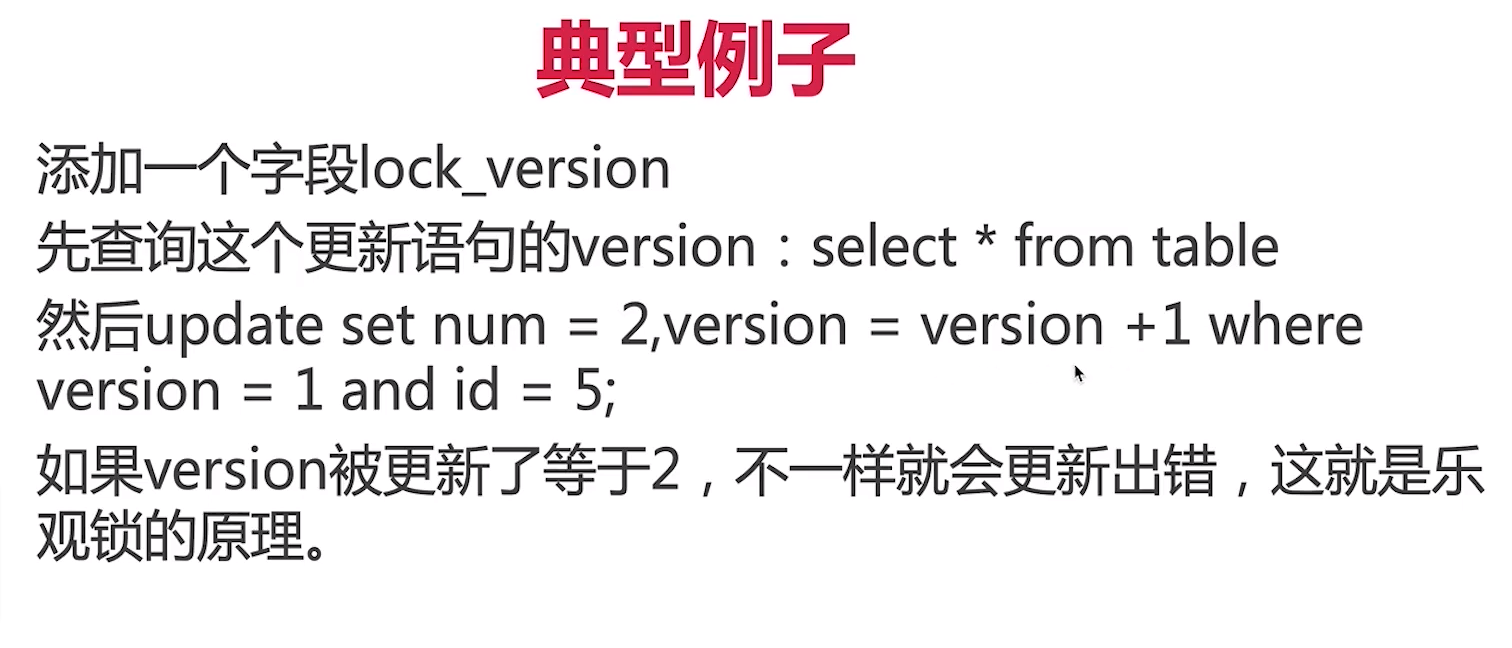 典型例子
添加一个字段lock_version
先查询这个更新语句的version：select * from table
然后update set num = 2,version = version +1 where
version = 1 and id = 5;
如果version被更新了等于2，不一样就会更新出错，这就是乐
观锁的原理。